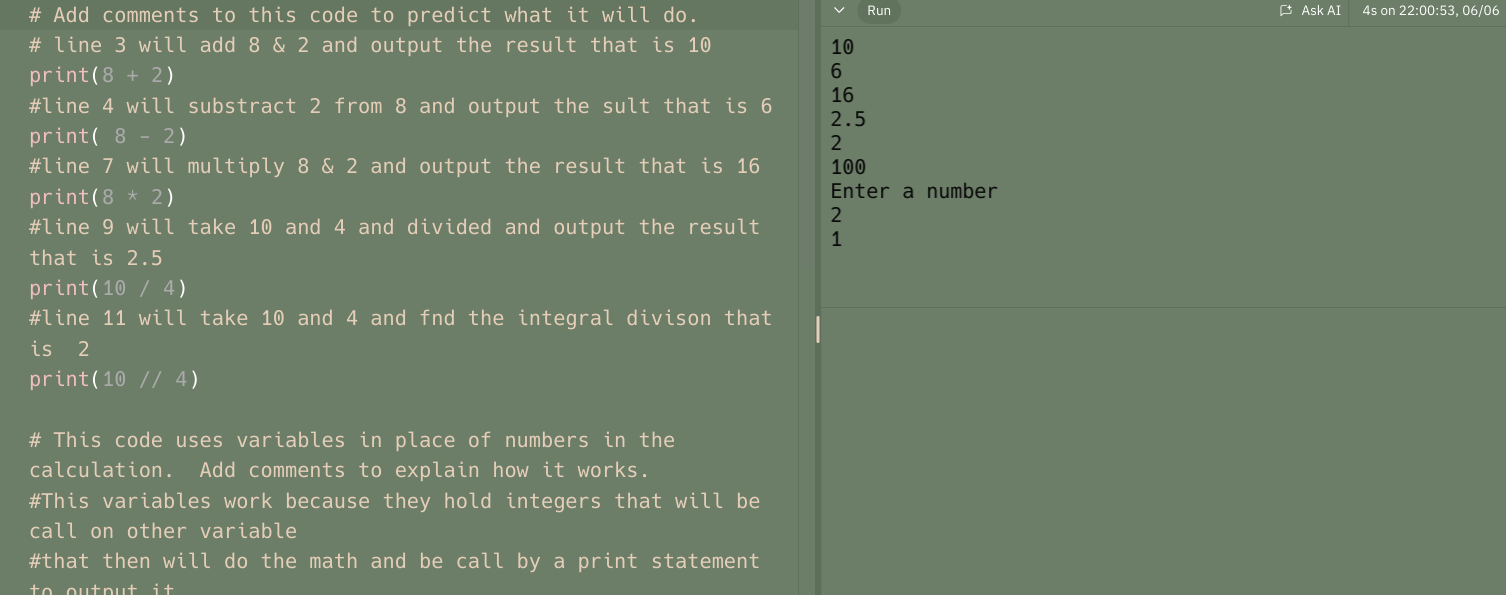 # Add comments to this code to predict what it will do.
# line 3 will add 8 & 2 and output the result that is 10
print(8 + 2)
#line 4 will substract 2 from 8 and output the sult that is 6
print( 8 - 2)
#line 7 will multiply 8 & 2 and output the result that is 16
print(8 * 2)
#line 9 will take 10 and 4 and divided and output the result
that is 2.5
print(10 / 4)
#line 11 will take 10 and 4 and fnd the integral divison that
is  2
print(10 // 4)
# This code uses variables in place of numbers in the
calculation.  Add comments to explain how it works.
#This variables work because they hold integers that will be
call on other variable
#that then will do the math and be call by a print statement
to output it
Run
Ask AI
4s on 22:00:53, 06/06
10
6
16
2.5
2
100
Enter a number
2
1